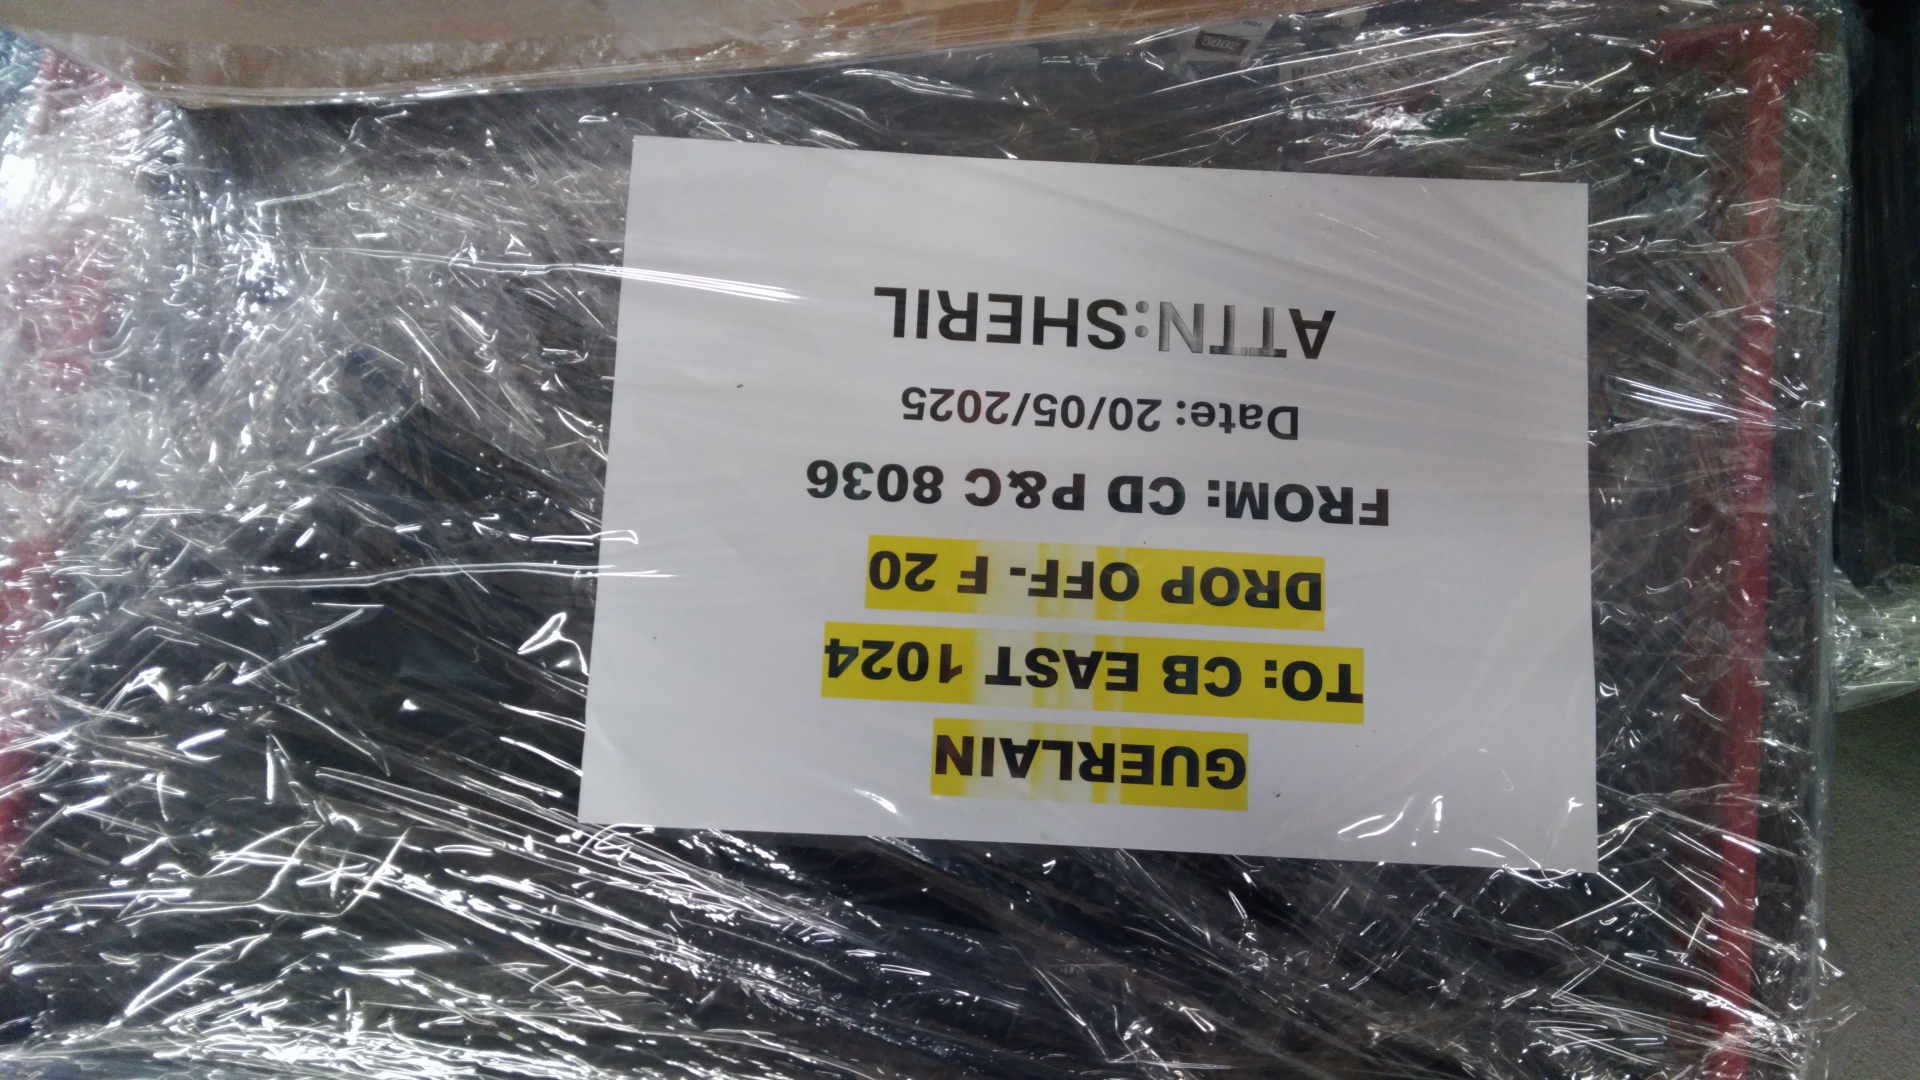 GUERLAIN
TO: CB EAST 1024
DROP OFF- F 20
FROM: CD P&C 8036
Date: 20/05/2025
ATTN:SHERIL